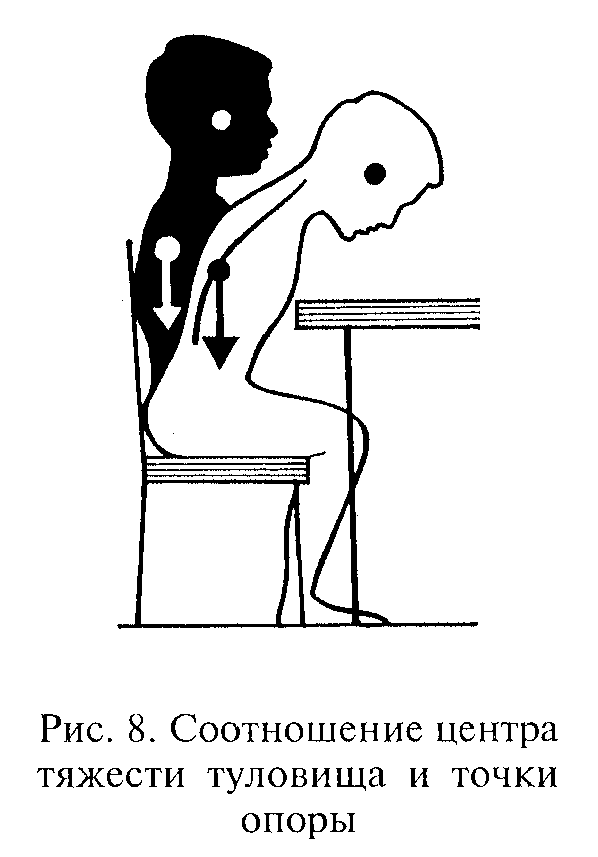 Рис. 8. Соотношение центра
тяжести туловища и точки
опоры